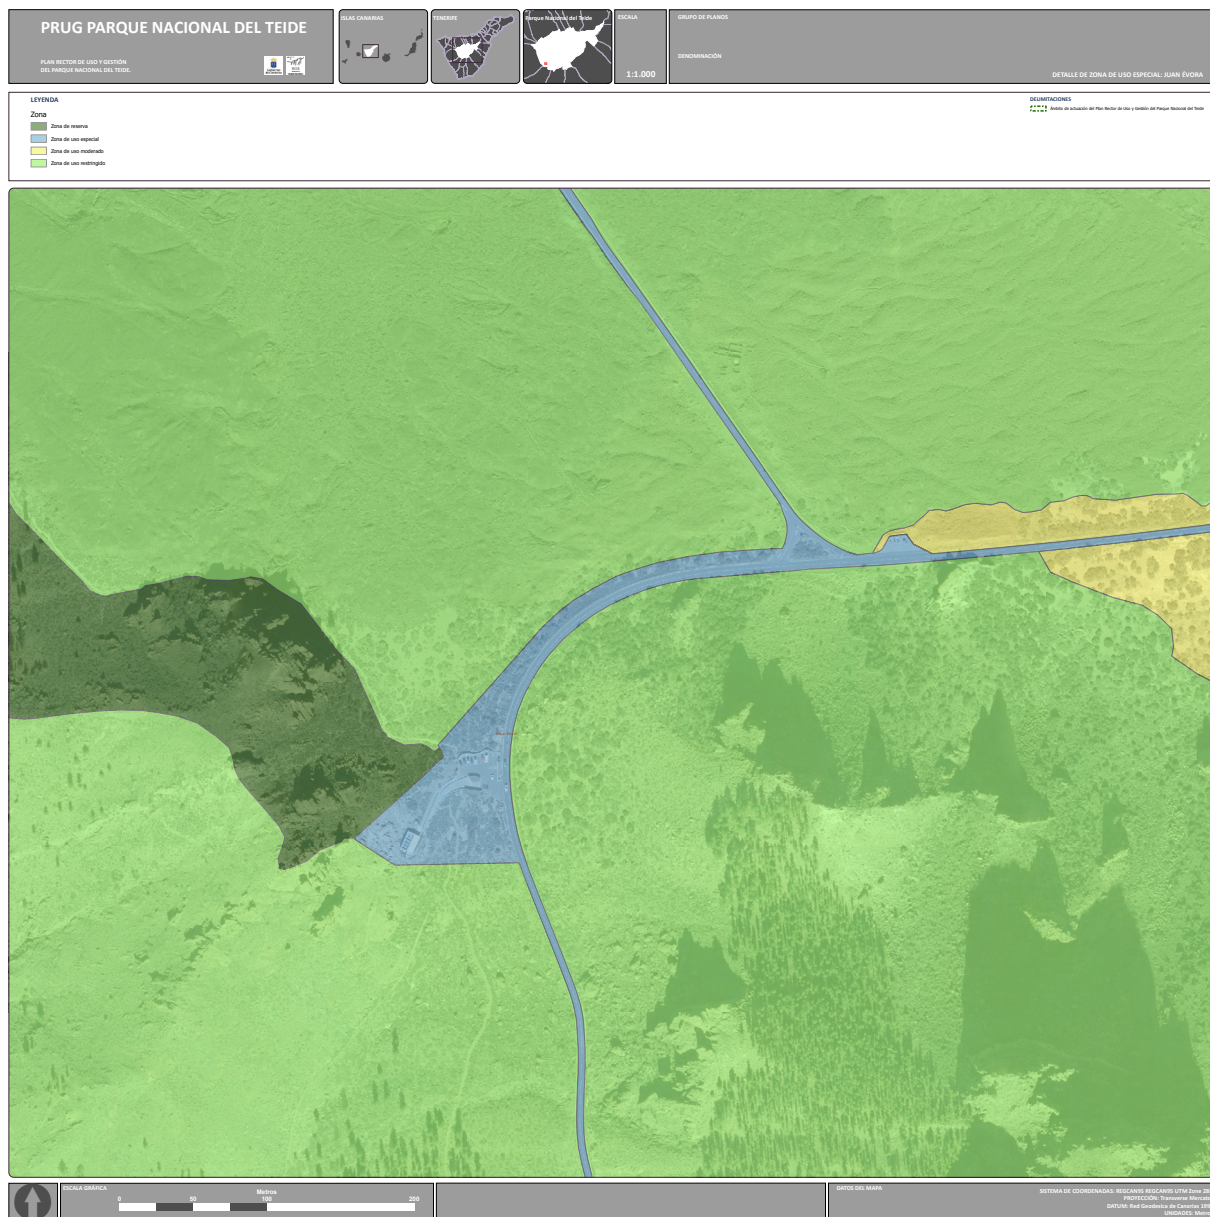 PRUG PARQUE NACIONAL DEL TEIDE
PLAN RECTOR DE USO Y GESTIÓN
DEL PARQUE NACIONAL DEL TEIDE.
ISLAS CANARIAS
TENERIFE
Parque Nacional del Teide
ESCALA
1:1.000
GRUPO DE PLANOS
DENOMINACIÓN
DETALLE DE ZONA DE USO ESPECIAL: JUAN ÉVORA
LEYENDA
Zona
Zona de reserva
Zona de uso especial
Zona de uso moderado
Zona de uso restringido
DELIMITACIONES
Ámbito de actuación del Plan Rector de Uso y Gestión del Parque Nacional del Teide
ESCALA GRÁFICA
Metros
0 50 100 200
DATOS DEL MAPA
SISTEMA DE COORDENADAS: REGCAN95 REGCAN95 UTM Zone 28
PROYECCIÓN: Transverse Mercato
DATUM: Red Geodesica de Canarias 199
UNIDADES: Metro